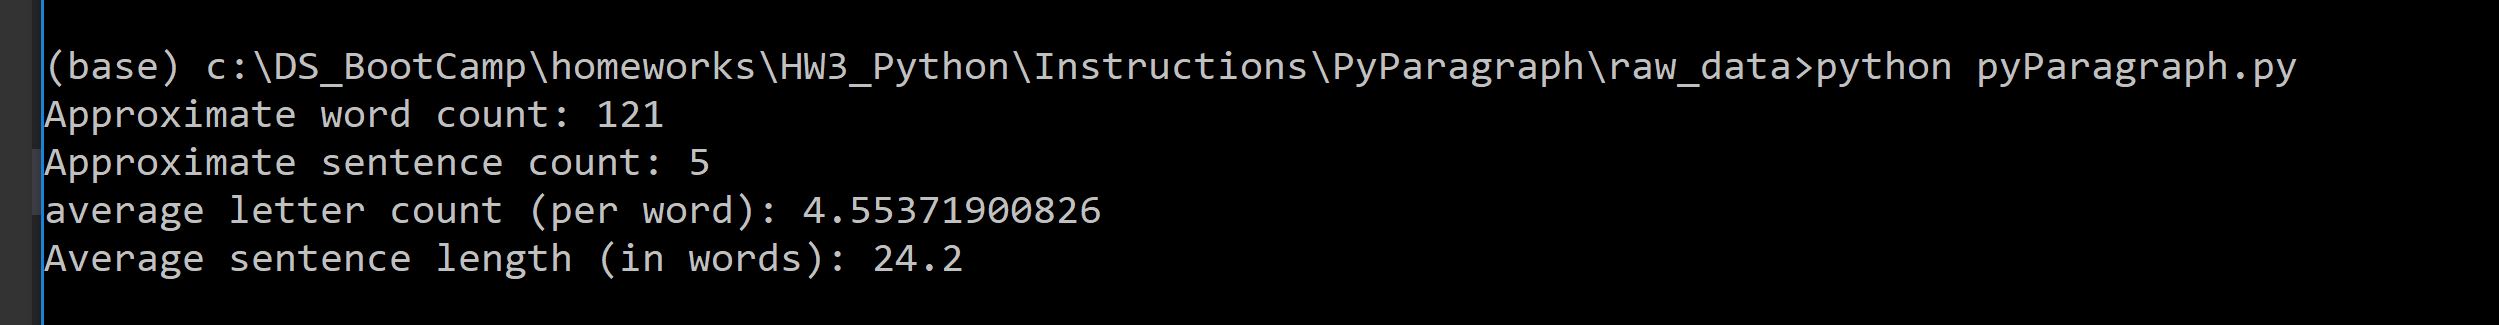 (base) c:\DS_BootCamp\homeworks\HW3_Python\Instructions\PyParagraph\raw_data>python pyParagraph.py
Approximate word count: 121
Approximate sentence count: 5
average letter count (per word): 4.55371900826
Average sentence length (in words): 24.2